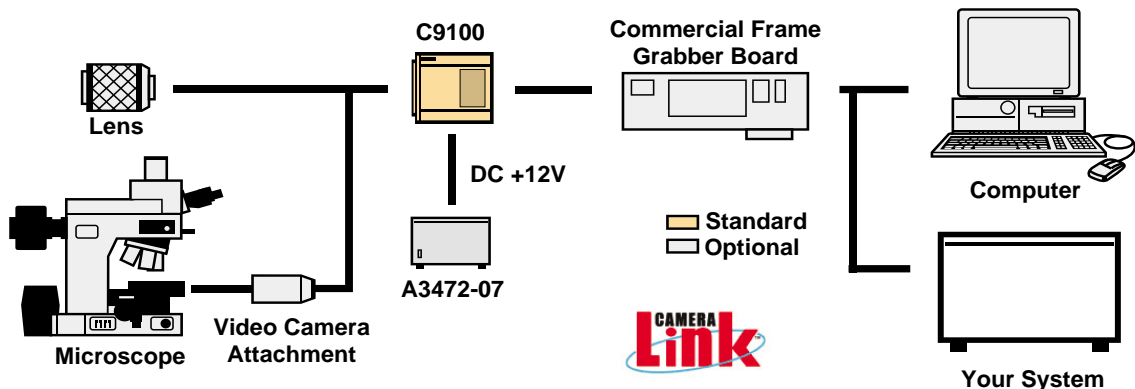 C9100
Commercial Frame
Grabber Board
Lens
DC +12V
Computer
Standard
Optional
A3472-07
Video Camera
Attachment
Microscope
CAMERA
Link
Your System